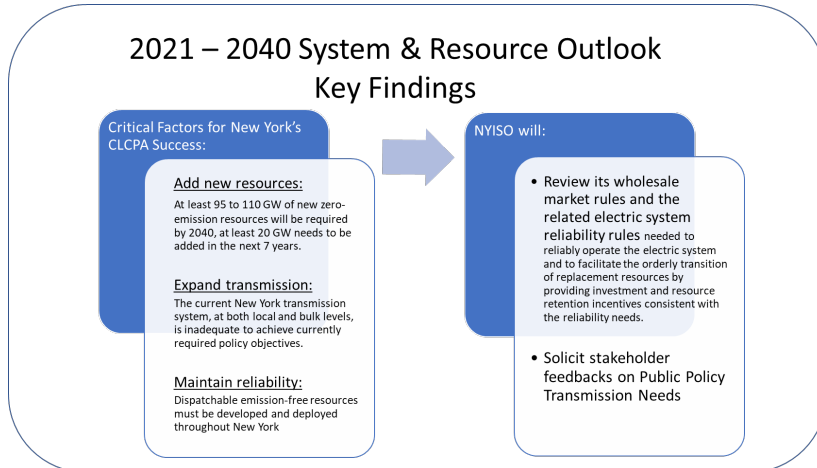 2021 – 2040 System & Resource Outlook
Key Findings
Critical Factors for New York's
CLCPA Success:
Add new resources:
At least 95 to 110 GW of new zero-
emission resources will be required
by 2040, at least 20 GW needs to be
added in the next 7 years.
Expand transmission:
The current New York transmission
system, at both local and bulk levels,
is inadequate to achieve currently
required policy objectives.
Maintain reliability:
Dispatchable emission-free resources
must be developed and deployed
throughout New York
NYISO will:
• Review its wholesale
market rules and the
related electric system
reliability rules needed to
reliably operate the electric system
and to facilitate the orderly transition
of replacement resources by
providing investment and resource
retention incentives consistent with
the reliability needs.
• Solicit stakeholder
feedbacks on Public Policy
Transmission Needs